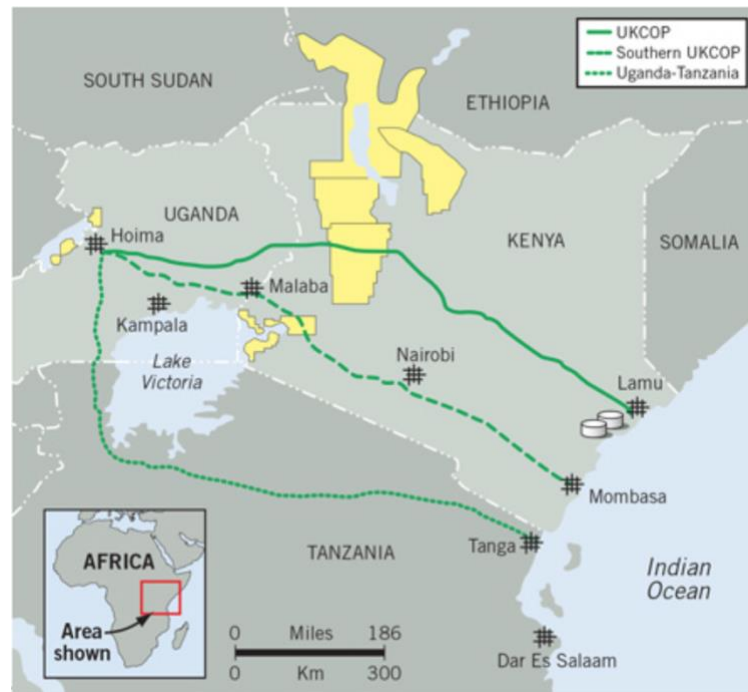 UKCOP
Southern UKCOP
Uganda-Tanzania
SOUTH SUDAN
ETHIOPIA
UGANDA
Hoima
KENYA
SOMALIA
Malaba
Kampala
Nairobi
Lake
Victoria
Lamu
Mombasa
Tanga
TANZANIA
Indian
Ocean
AFRICA
Area
shown
0 Miles 186
0 Km 300
Dar Es Salaam